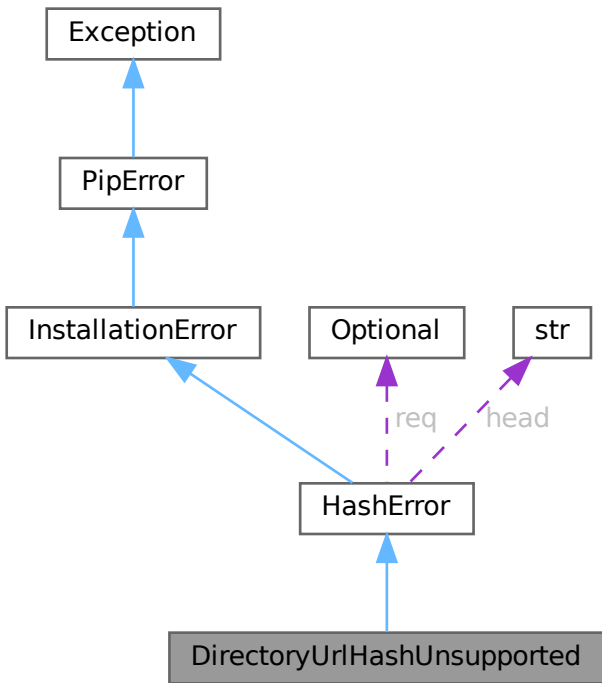 Exception
PipError
InstallationError
Optional
str
req
head
HashError
DirectoryUrlHashUnsupported